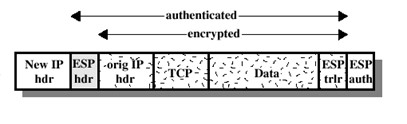 authenticated
encrypted
New IP ESP orig IP TCP Data ESP ESP
hdr hdr hdr trlr auth